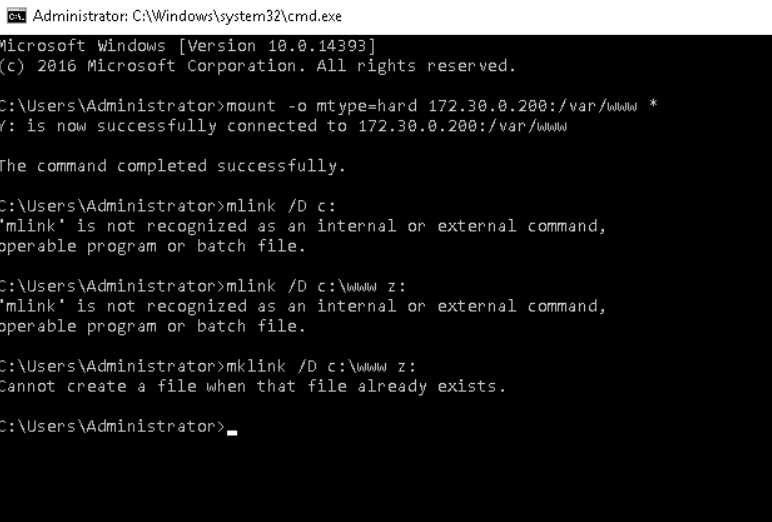 Administrator: C:\Windows\system32\cmd.exe
Microsoft Windows [Version 10.0.14393]
(c) 2016 Microsoft Corporation. All rights reserved.
C:\Users\Administrator>mount -o mtype=hard 172.30.0.200:/var/www *
Y: is now successfully connected to 172.30.0.200:/var/www
The command completed successfully.
C:\Users\Administrator>mlink /D c:
'mlink' is not recognized as an internal or external command,
operable program or batch file.
C:\Users\Administrator>mlink /D c:\www z:
'mlink' is not recognized as an internal or external command,
operable program or batch file.
C:\Users\Administrator>mklink /D c:\www z:
Cannot create a file when that file already exists.
C:\Users\Administrator>